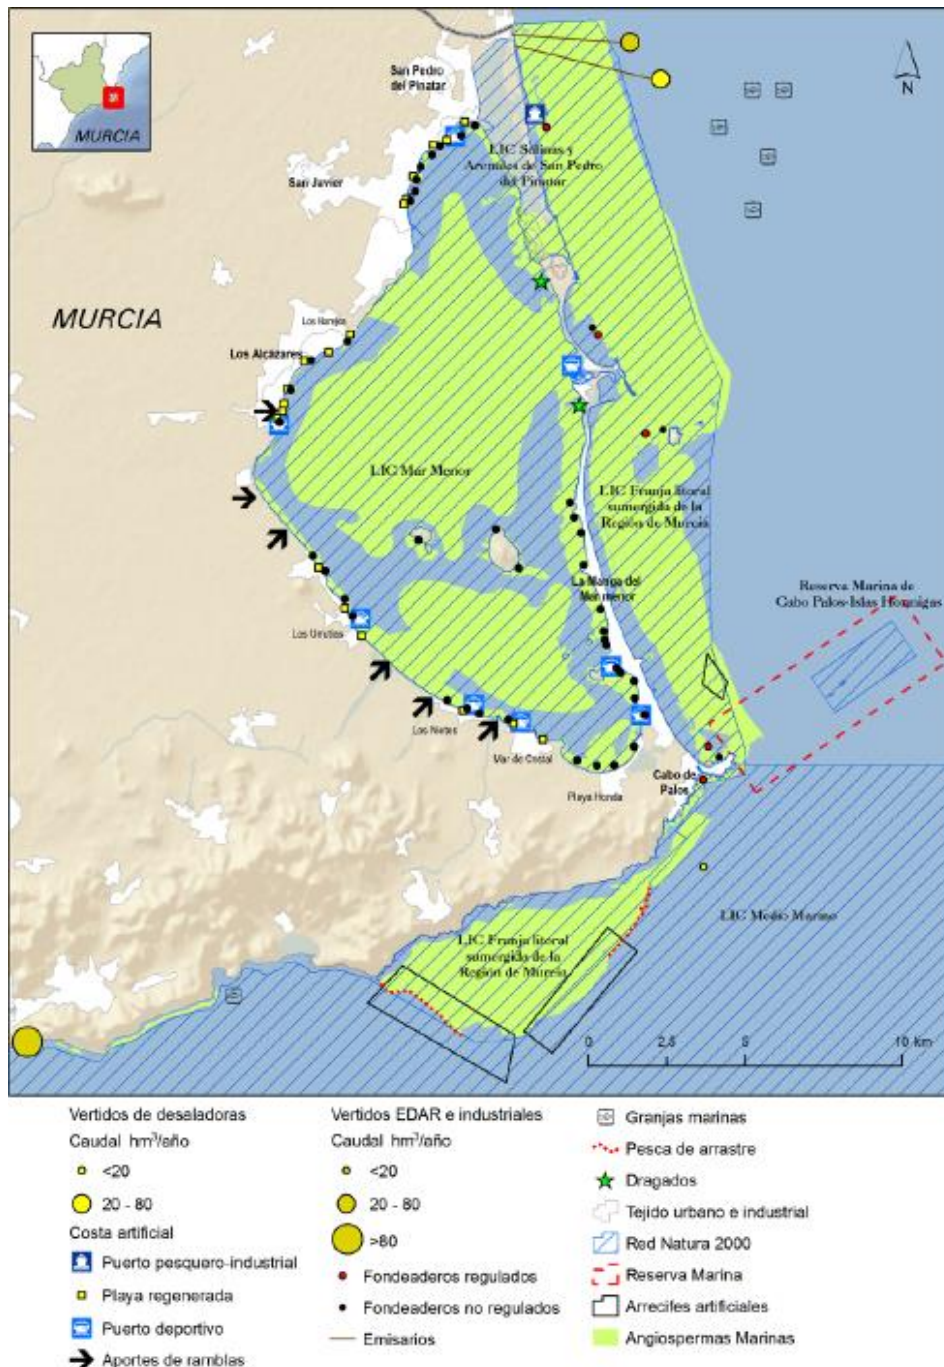 MURCIA
N
San Pedro
del Pinatar
LIC Salinas y
Arenales de San Pedro
del Pinatar
San Javier
MURCIA
Los Narejos
Los Alcázares
LIC Mar Menor
LIC Franja litoral
sumergida de la
Región de Murcia
La Manga del
Mar menor
Reserva Marina de
Cabo Palos-Islas Hormigas
Los Urrutias
Los Nietos
Mar de Cristal
Playa Honda
Cabo de
Palos
LIC Medio Marino
LIC Franja litoral
sumergida de la
Región de Murcia
0 2,5 5 10 km
Vertidos de desaladoras
Caudal hm³/año
<20
20 - 80
Costa artificial
Puerto pesquero-industrial
Playa regenerada
Puerto deportivo
Aportes de ramblas
Vertidos EDAR e industriales
Caudal hm³/año
<20
20 - 80
>80
Fondeaderos regulados
Fondeaderos no regulados
Emisarios
Granjas marinas
Pesca de arrastre
Dragados
Tejido urbano e industrial
Red Natura 2000
Reserva Marina
Arrecifes artificiales
Angiospermas Marinas